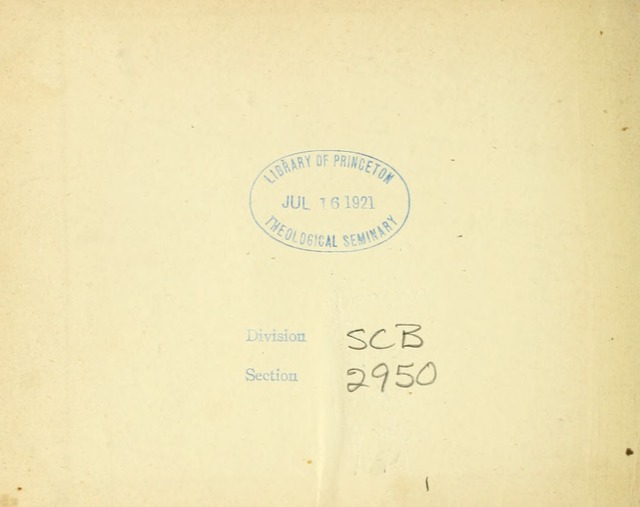 LIBRARY OF PRINCETON
JUL 16 1921
THEOLOGICAL SEMINARY
Division SCB
Section 2950